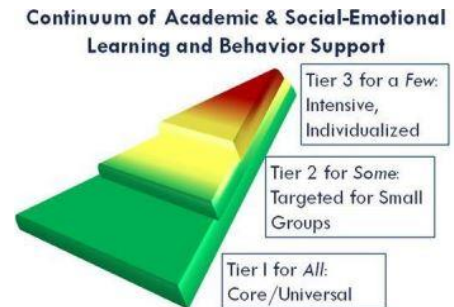 Continuum of Academic & Social-Emotional
Learning and Behavior Support
Tier 3 for a Few:
Intensive,
Individualized
Tier 2 for Some:
Targeted for Small
Groups
Tier I for All:
Core/Universal